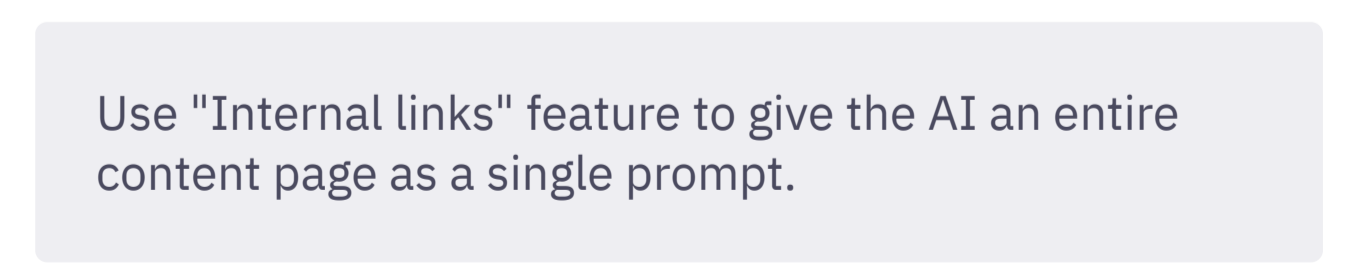 Use "Internal links" feature to give the AI an entire
content page as a single prompt.